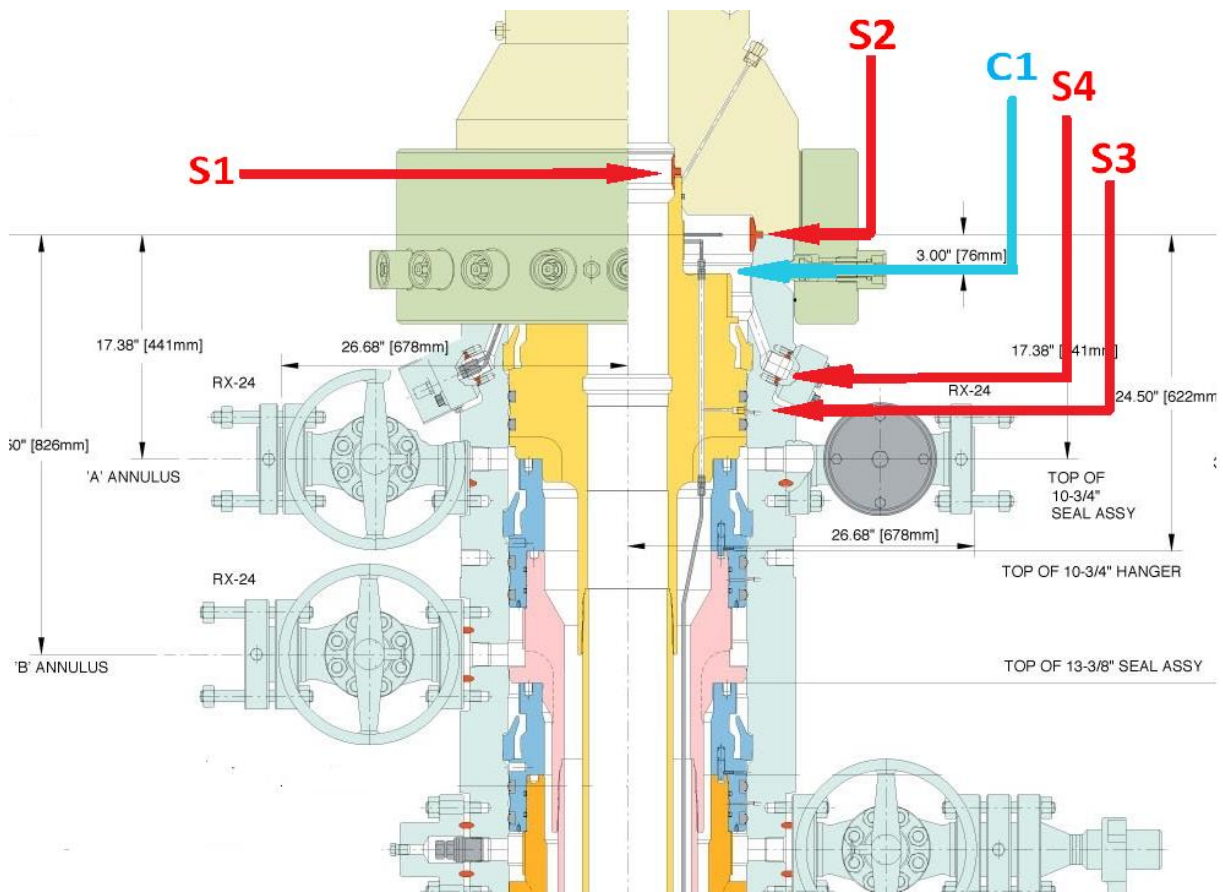 S2
C1
S4
S1
S3
3.00" [76mm]
17.38" [441mm]
26.68" [678mm]
17.38" [441mm]
RX-24
RX-24
24.50" [622mm
50" [826mm]
'A' ANNULUS
TOP OF
10-3/4"
SEAL ASSY
26.68" [678mm]
RX-24
TOP OF 10-3/4" HANGER
'B' ANNULUS
TOP OF 13-3/8" SEAL ASSY